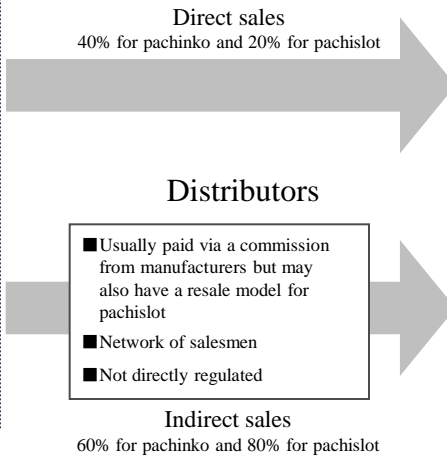 Direct sales
40% for pachinko and 20% for pachislot
Distributors
■ Usually paid via a commission
from manufacturers but may
also have a resale model for
pachislot
■ Network of salesmen
■ Not directly regulated
Indirect sales
60% for pachinko and 80% for pachislot